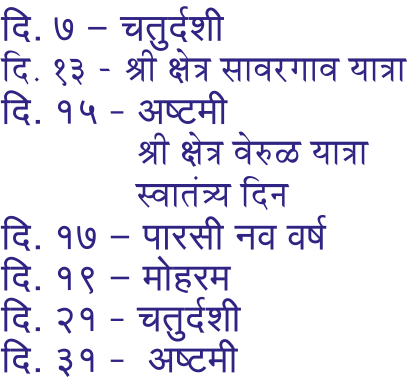 दि. ७ – चतुर्दशी
दि. १३ - श्री क्षेत्र सावरगाव यात्रा
दि. १५ - अष्टमी
श्री क्षेत्र वेरुळ यात्रा
स्वातंत्र्य दिन
दि. १७ – पारसी नव वर्ष
दि. १९ – मोहरम
दि. २१ - चतुर्दशी
दि. ३१ - अष्टमी